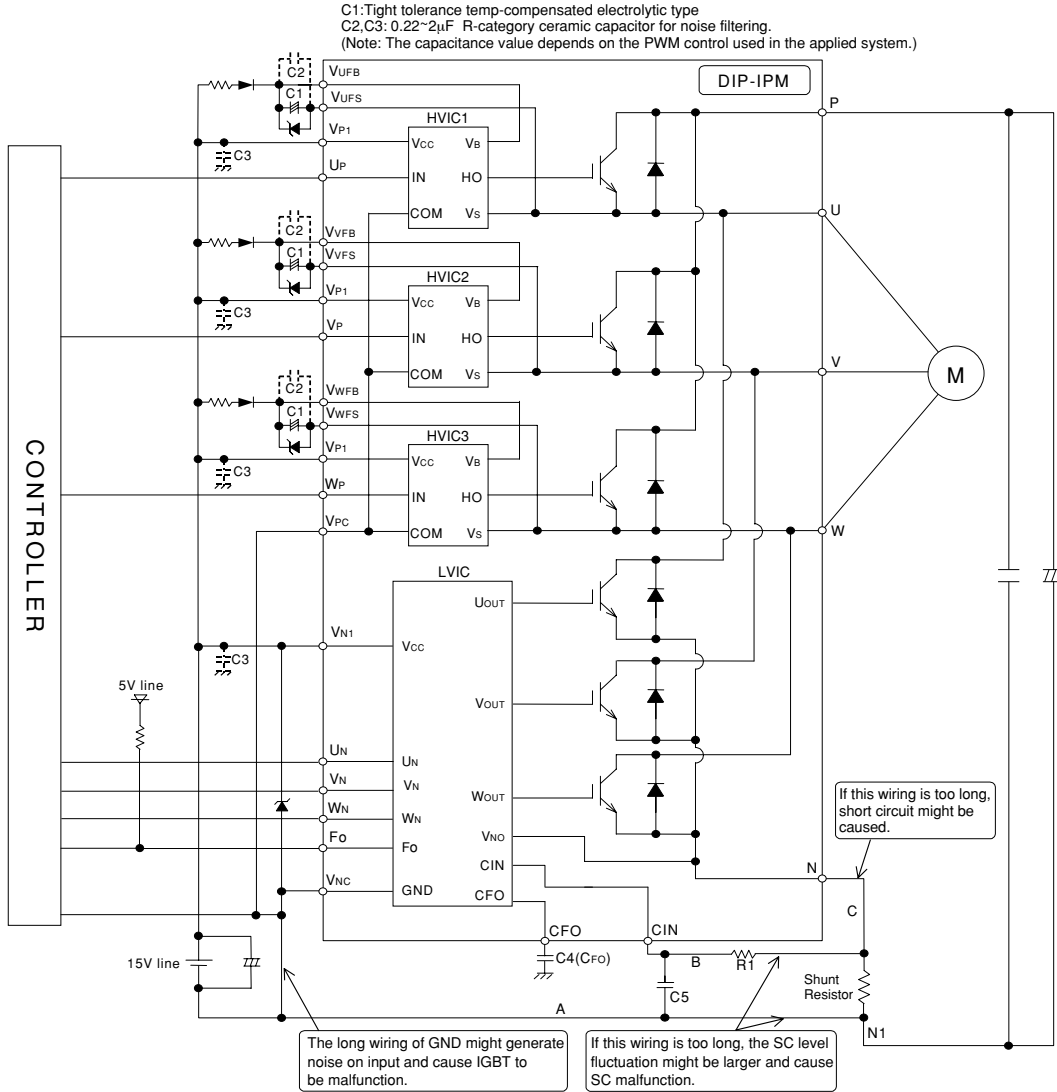 C1:Tight tolerance temp-compensated electrolytic type
C2,C3: 0.22~2μF R-category ceramic capacitor for noise filtering.
(Note: The capacitance value depends on the PWM control used in the applied system.)
DIP-IPM
C2
VUFB
C1
VUFS
HVIC1
VP1
VCC
VB
C3
UP
IN
HO
COM
VS
P
U
C2
VVFB
C1
VVFS
HVIC2
VP1
VCC
VB
C3
VP
IN
HO
COM
VS
V
M
C2
VWFB
C1
VWFS
HVIC3
VP1
VCC
VB
C3
WP
IN
HO
VPC
COM
VS
W
CONTROLLER
LVIC
UOUT
VN1
VCC
C3
5V line
VOUT
UN
UN
VN
VN
WOUT
WN
WN
VNO
Fo
Fo
CIN
VNC
GND
CFO
If this wiring is too long,
short circuit might be
caused.
N
C
CFO
CIN
15V line
C4(CFO)
B
R1
C5
Shunt
Resistor
A
N1
The long wiring of GND might generate
noise on input and cause IGBT to
be malfunction.
If this wiring is too long, the SC level
fluctuation might be larger and cause
SC malfunction.